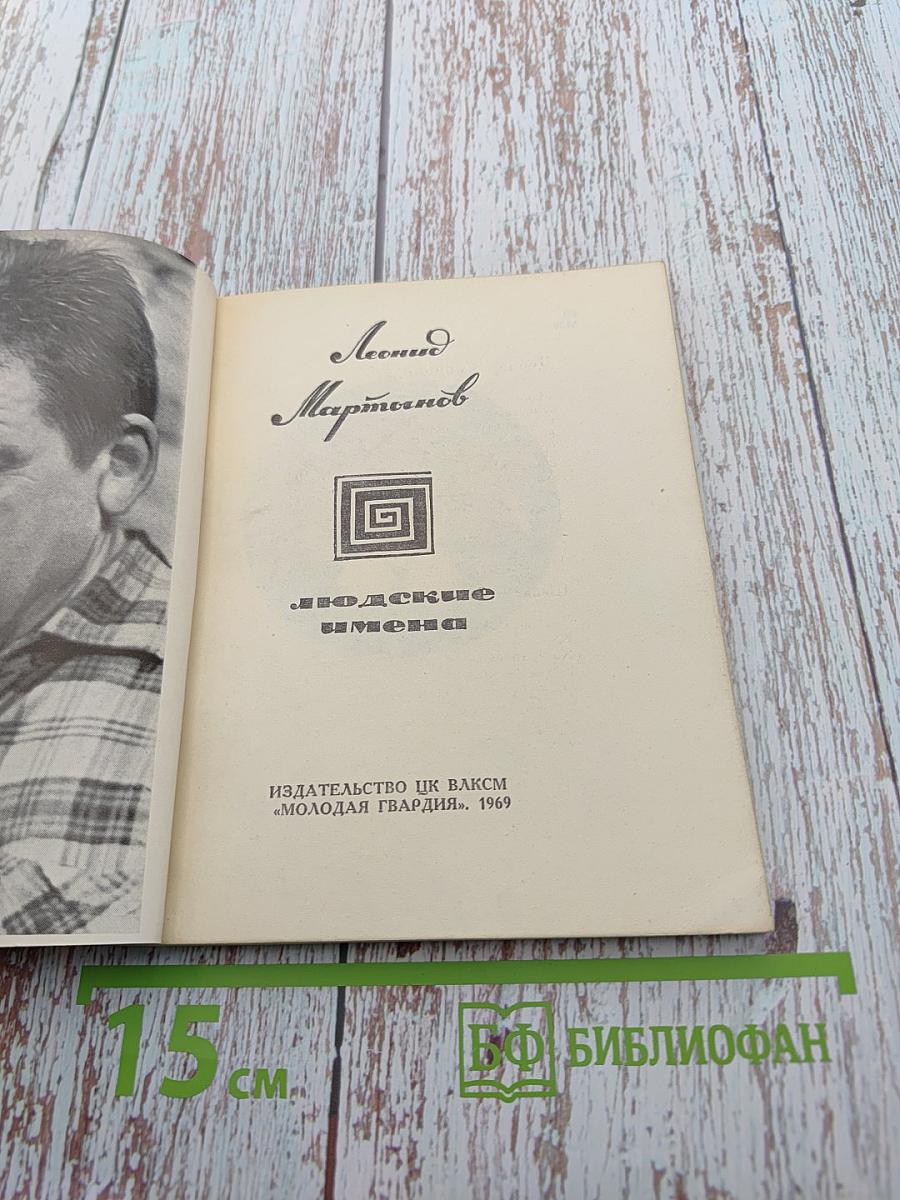 Леонид
Мартынов
людские
имена
ИЗДАТЕЛЬСТВО ЦК ВЛКСМ
«МОЛОДАЯ ГВАРДИЯ». 1969
15 см
БФ БИБЛИОФАН